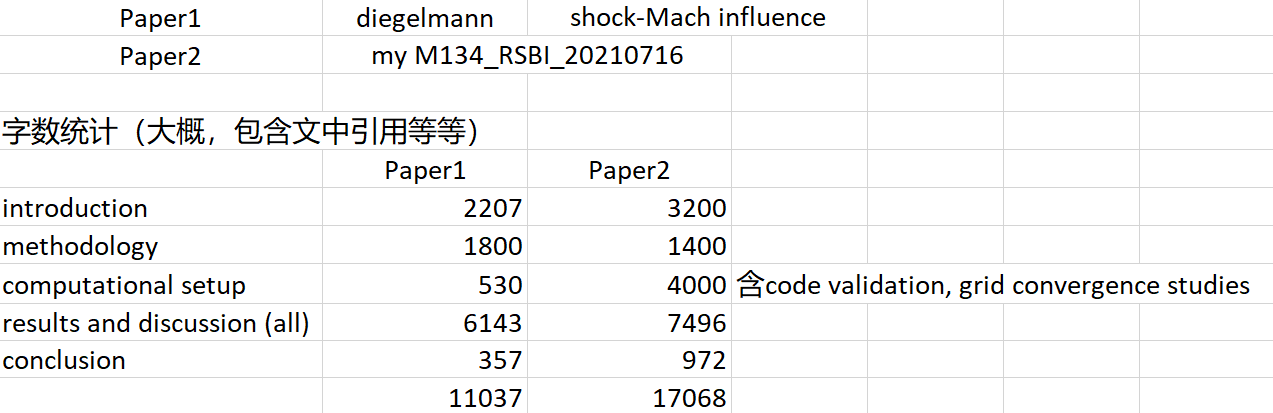 Paper1 diegelmann shock-Mach influence
Paper2 my M134_RSBI_20210716
字数统计（大概，包含文中引用等等）
Paper1 Paper2
introduction 2207 3200
methodology 1800 1400
computational setup 530 4000 含code validation, grid convergence studies
results and discussion (all) 6143 7496
conclusion 357 972
11037 17068